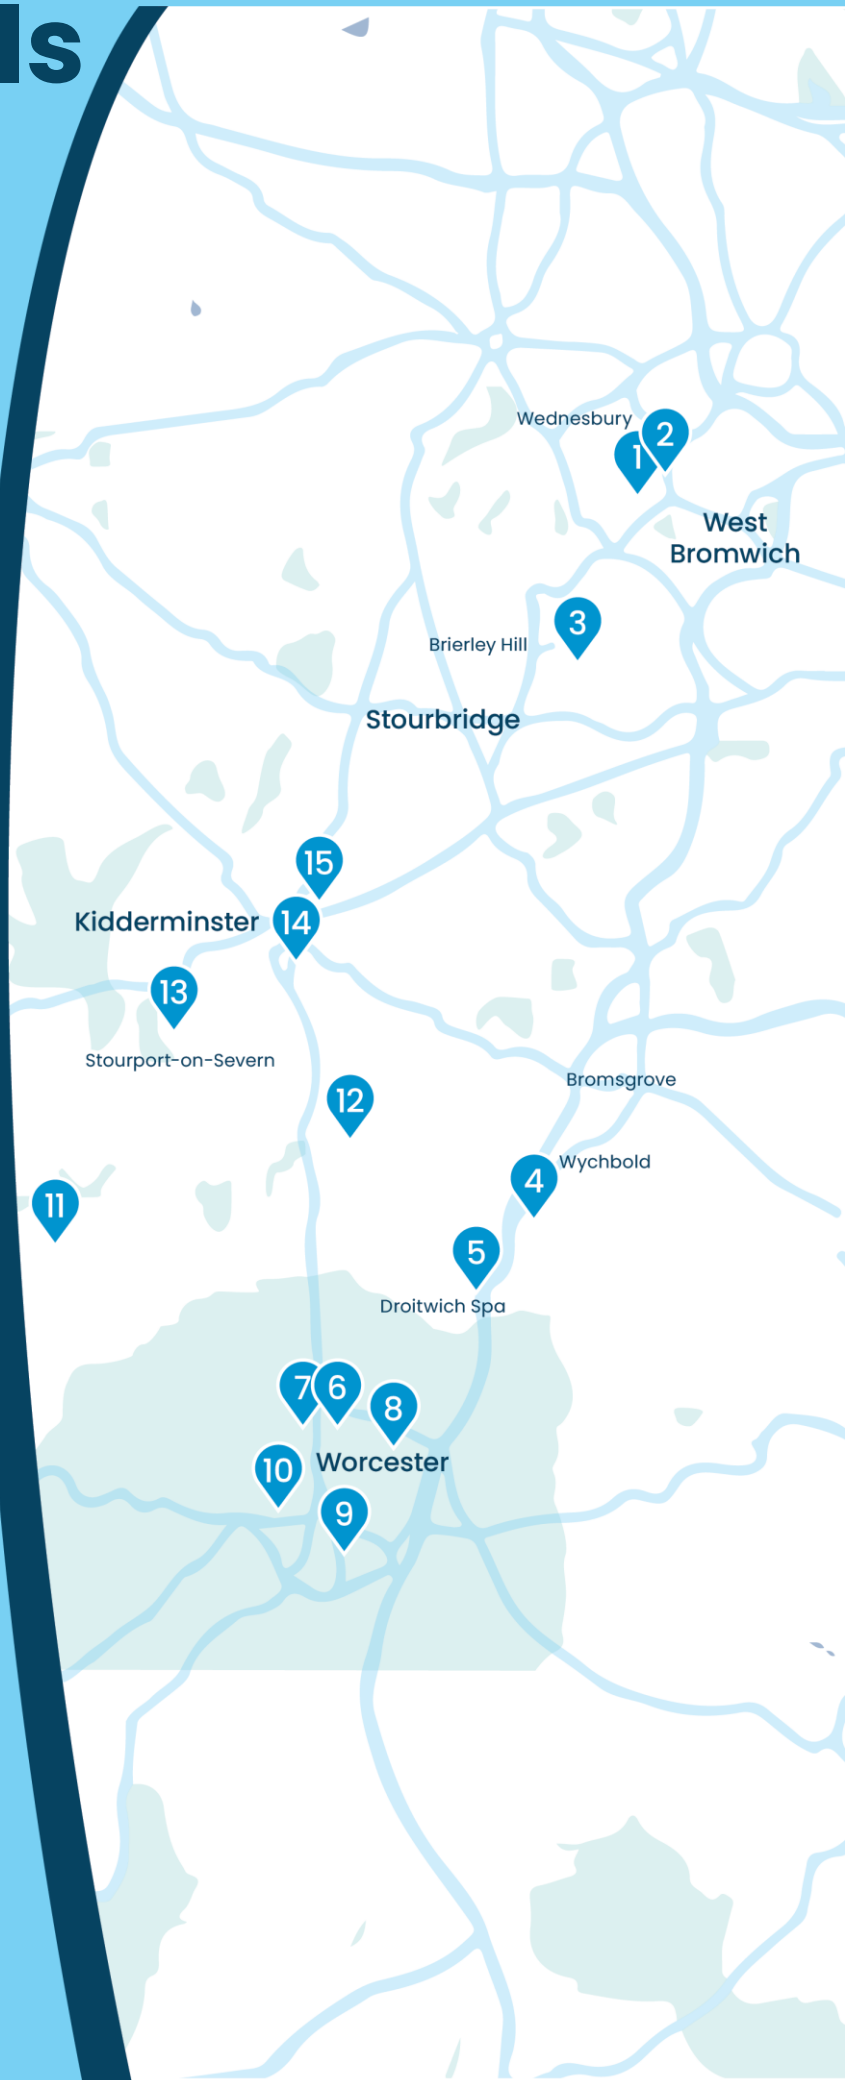 ls
Wednesbury
2
1
West
Bromwich
3
Brierley Hill
Stourbridge
15
Kidderminster
14
13
Stourport-on-Severn
Bromsgrove
12
Wychbold
4
11
5
Droitwich Spa
7
6
8
Worcester
10
9